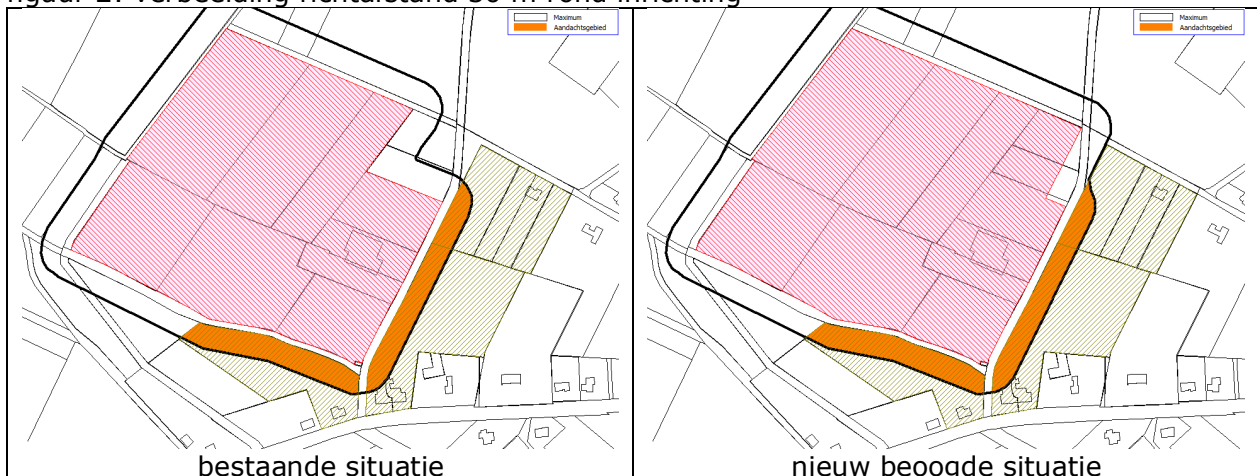 Maximum
Aandachtsgebied
Maximum
Aandachtsgebied
bestaande situatie
nieuw beoogde situatie